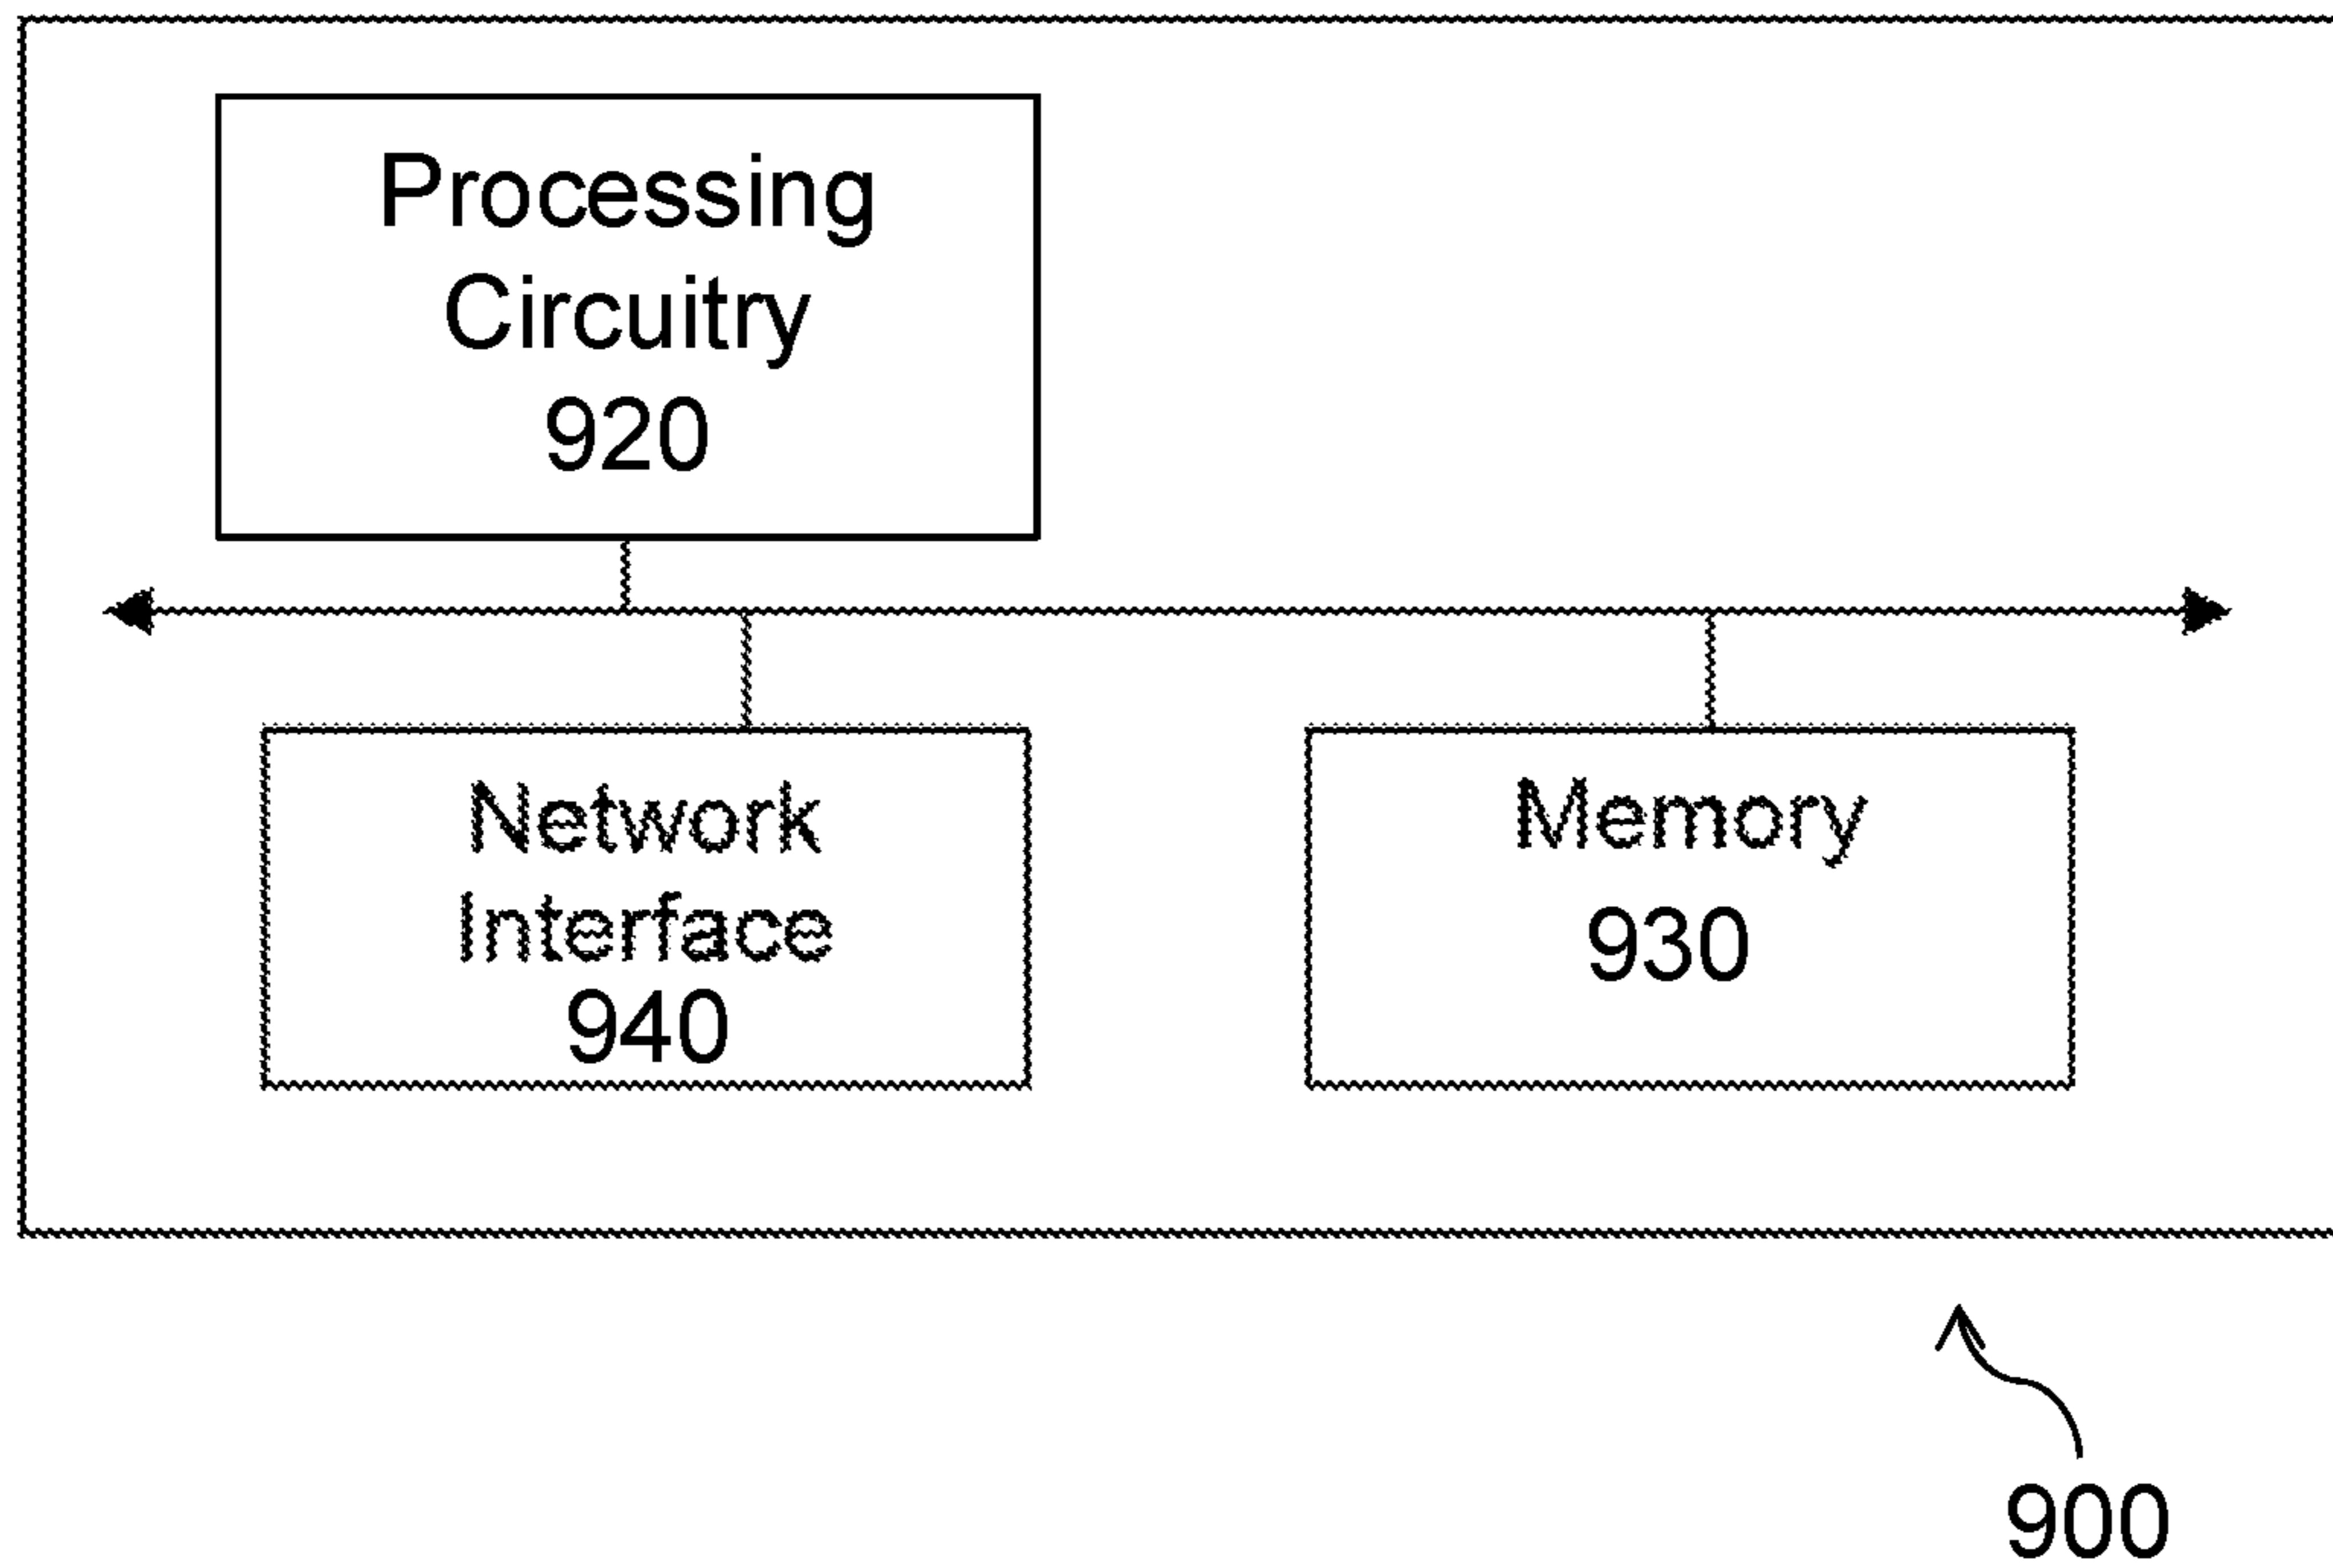 Processing
Circuitry
920
Network
Interface
940
Memory
930
900